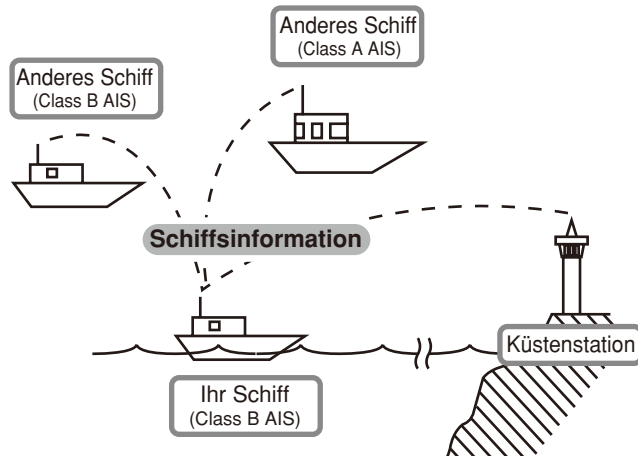 Anderes Schiff
(Class A AIS)
Anderes Schiff
(Class B AIS)
Schiffsinformation
Küstenstation
Ihr Schiff
(Class B AIS)